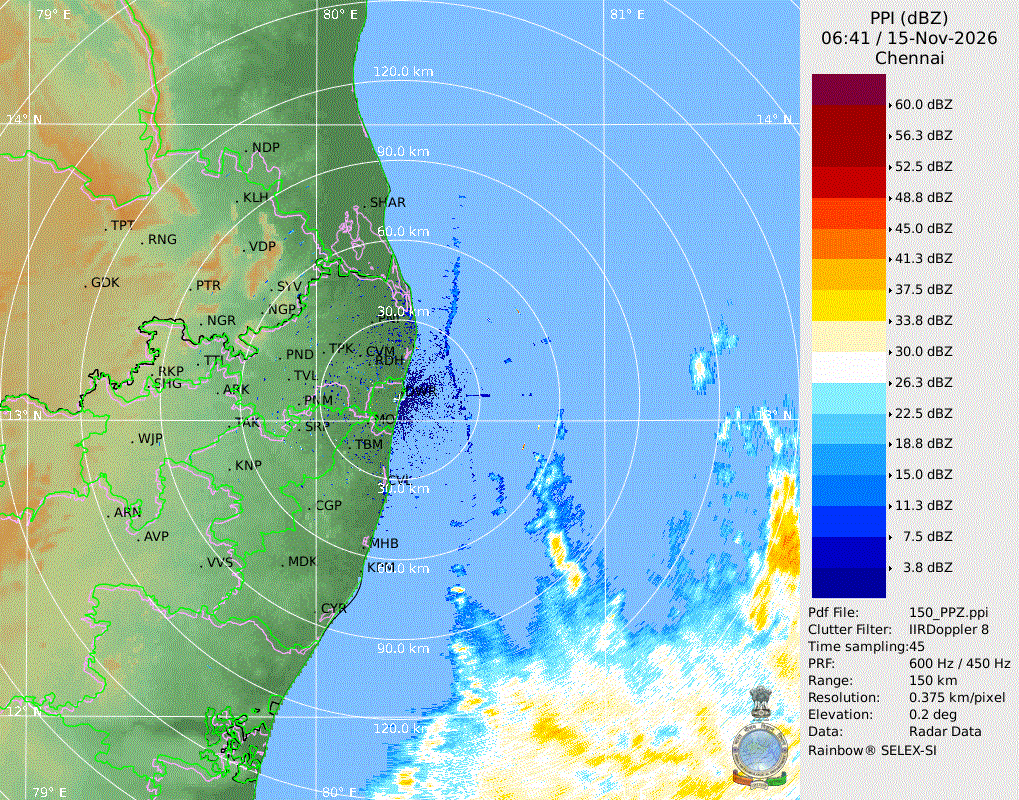 79° E
80° E
81° E
120.0 km
14° N
14° N
NDP
90.0 km
KLH
SHAR
TPT
RNG
60.0 km
VDP
GDK
PTR
SYV
NGP
30.0 km
NGR
TPK
CVM
PND
RDH
TTI
RKP
SHG
TVL
ARK
PNM
13° N
MO
TAK
SRP
WJP
TBM
KNP
30.0 km
CGP
ARN
AVP
MHB
VVS
MDK
60.0 km
CYR
90.0 km
12° N
120.0 km
79° E
80° E
PPI (dBZ)
06:41 / 15-Nov-2026
Chennai
60.0 dBZ
56.3 dBZ
52.5 dBZ
48.8 dBZ
45.0 dBZ
41.3 dBZ
37.5 dBZ
33.8 dBZ
30.0 dBZ
26.3 dBZ
22.5 dBZ
18.8 dBZ
15.0 dBZ
11.3 dBZ
7.5 dBZ
3.8 dBZ
Pdf File: 150_PPZ.ppi
Clutter Filter: IIRDoppler 8
Time sampling:45
PRF: 600 Hz / 450 Hz
Range: 150 km
Resolution: 0.375 km/pixel
Elevation: 0.2 deg
Data: Radar Data
Rainbow® SELEX-SI